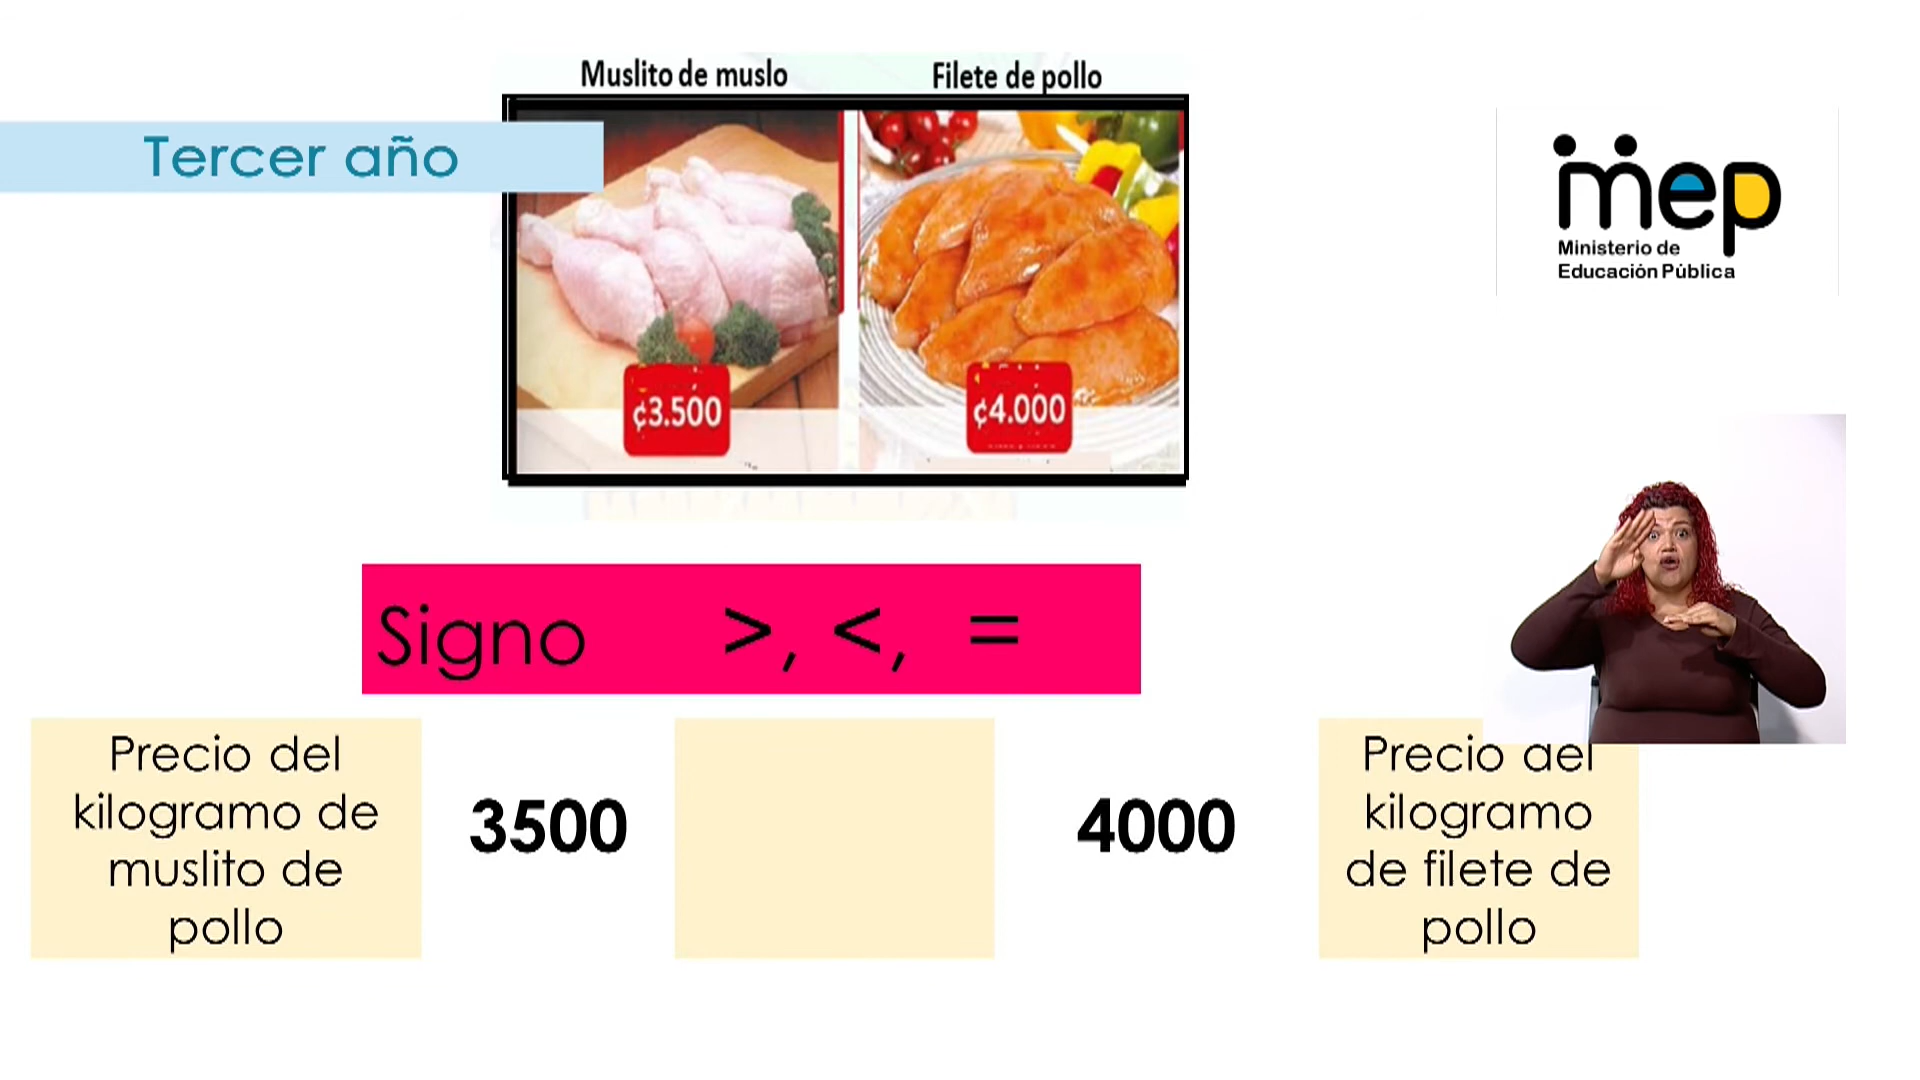 Muslito de muslo
Filete de pollo
Tercer año
mep
Ministerio de
Educación Pública
¢3.500
¢4.000
Signo >, <, =
Precio del
kilogramo de
muslito de
pollo
3500
4000
Precio del
kilogramo
de filete de
pollo